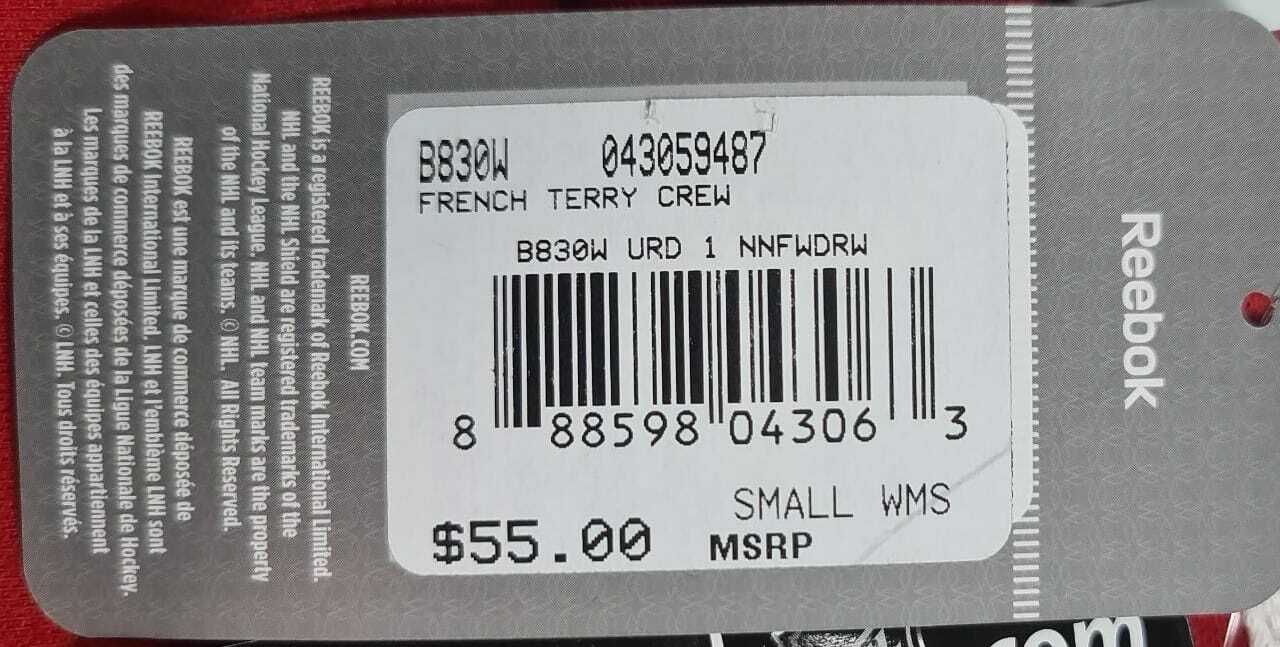 B830W 043059487
FRENCH TERRY CREW
B830W URD 1 NNFWDRW
8 88598 04306 3
SMALL WMS
$55.00 MSRP
Reebok
REEBOK.COM
REEBOK is a registered trademark of Reebok International Limited.
NHL and the NHL Shield are registered trademarks of the
National Hockey League. NHL and NHL team marks are the property
of the NHL and its teams. © NHL. All Rights Reserved.
REEBOK est une marque de commerce déposée de
REEBOK International Limited. LNH et l'emblème LNH sont
des marques de commerce déposées de la Ligue Nationale de Hockey.
Les marques de la LNH et celles des équipes appartiennent
à la LNH et à ses équipes. © LNH. Tous droits réservés.
.com